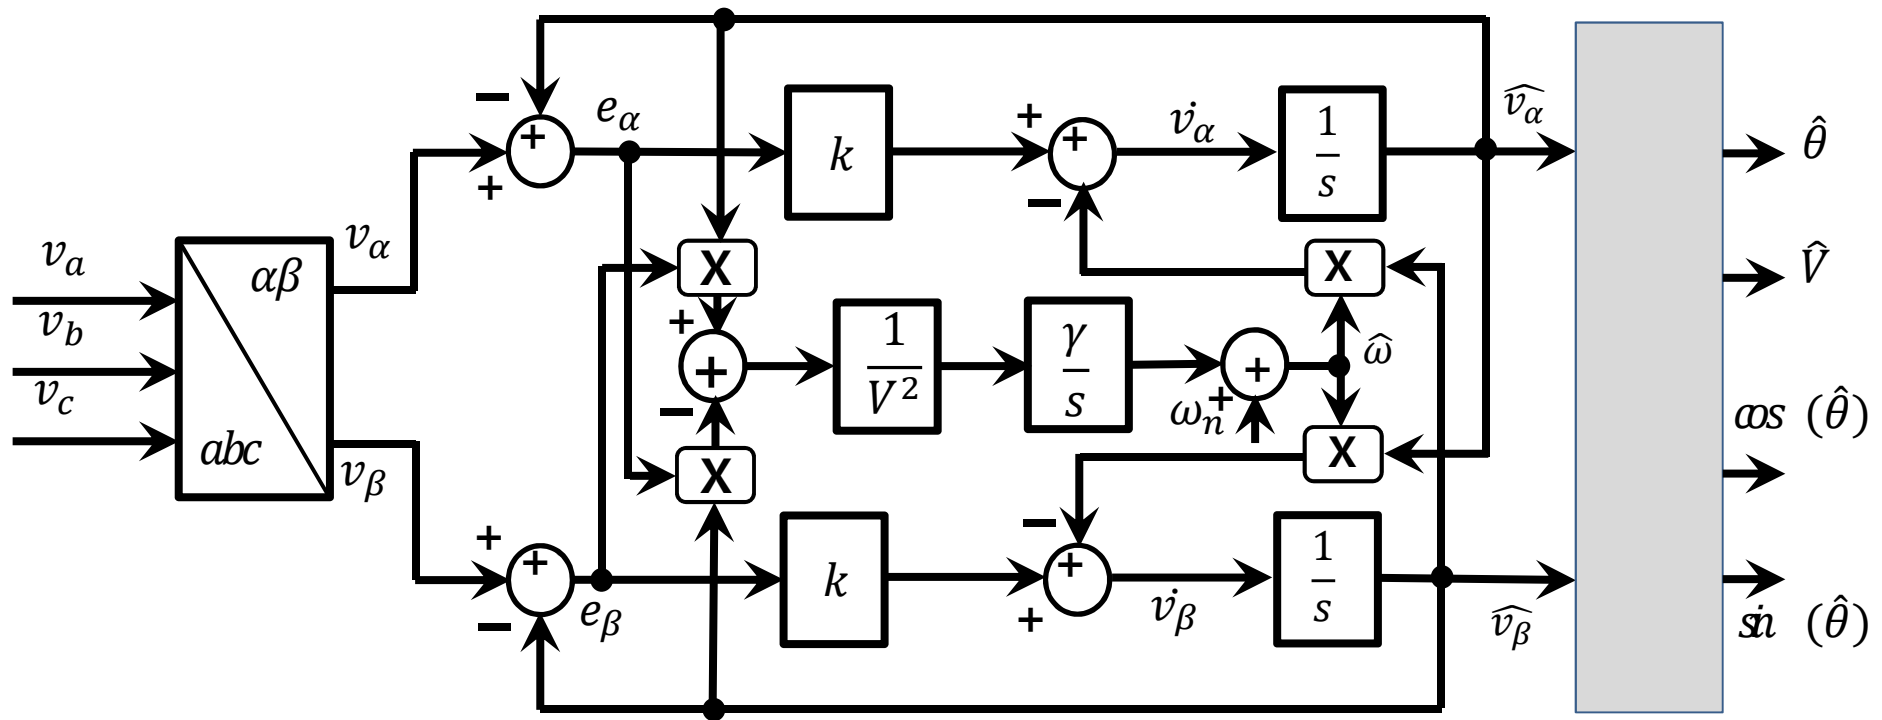 v_a
v_b
v_c
αβ
abc
v_α
v_β
−
+
+
e_α
k
+
+
−
v̇_α
1/s
v̂_α
X
X
+
+
−
1/V²
γ/s
+
+
ω_n
ω̂
X
X
+
+
−
e_β
k
−
+
+
v̇_β
1/s
v̂_β
θ̂
V̂
cos (θ̂)
sin (θ̂)